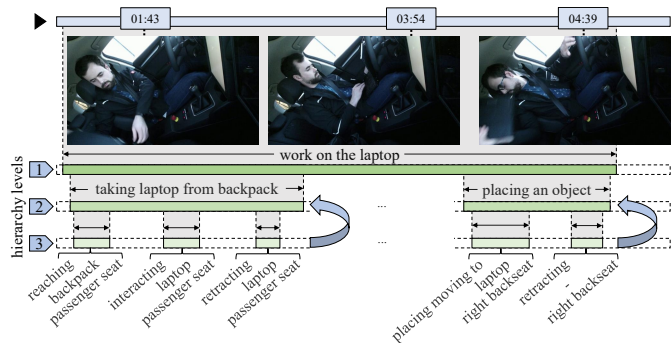 01:43
03:54
04:39
hierarchy levels
1
work on the laptop
2
taking laptop from backpack
...
placing an object
3
...
reaching
backpack
passenger seat
interacting
laptop
passenger seat
retracting
laptop
passenger seat
placing moving to
laptop
right backseat
retracting
-
right backseat